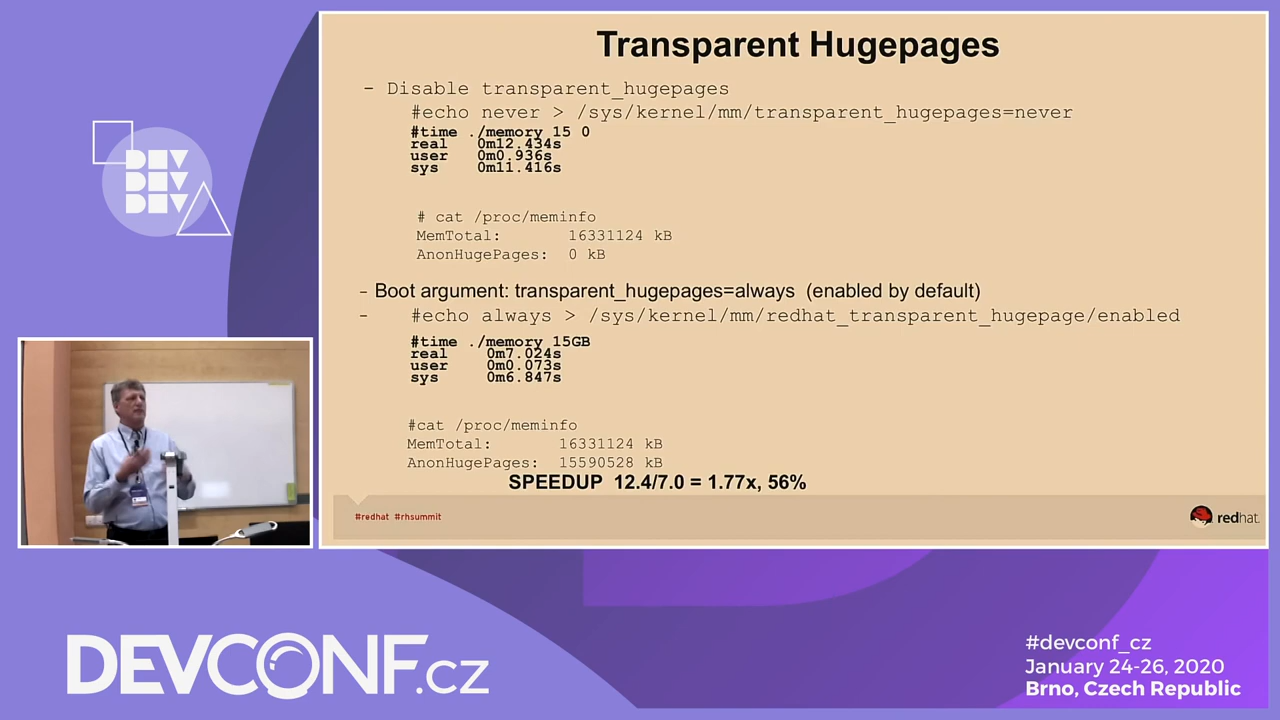 Transparent Hugepages
- Disable transparent_hugepages
#echo never > /sys/kernel/mm/transparent_hugepages=never
#time ./memory 15 0
real 0m12.434s
user 0m0.936s
sys 0m11.416s
# cat /proc/meminfo
MemTotal: 16331124 kB
AnonHugePages: 0 kB
- Boot argument: transparent_hugepages=always (enabled by default)
- #echo always > /sys/kernel/mm/redhat_transparent_hugepage/enabled
#time ./memory 15GB
real 0m7.024s
user 0m0.073s
sys 0m6.847s
#cat /proc/meminfo
MemTotal: 16331124 kB
AnonHugePages: 15590528 kB
SPEEDUP 12.4/7.0 = 1.77x, 56%
#redhat #rhsummit
redhat.
DEV
DEV
DEV
DEVCONF.cz
#devconf_cz
January 24-26, 2020
Brno, Czech Republic